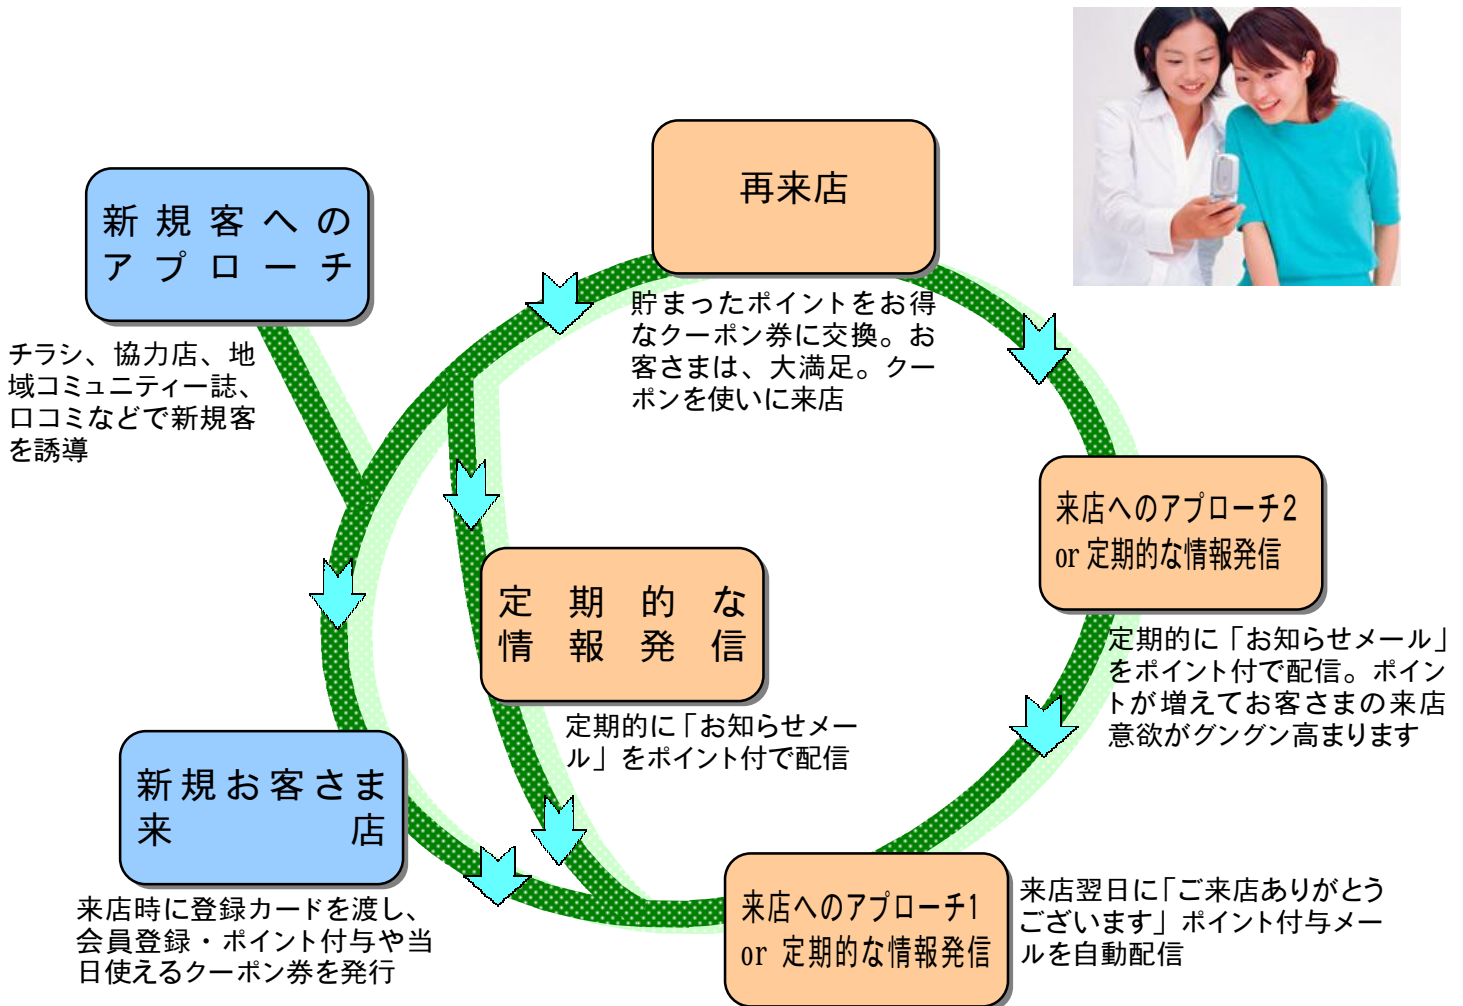 再来店
貯まったポイントをお得
なクーポン券に交換。お
客さまは、大満足。クー
ポンを使いに来店
新規客への
アプローチ
チラシ、協力店、地
域コミュニティー誌、
口コミなどで新規客
を誘導
来店へのアプローチ2
or 定期的な情報発信
定期的に「お知らせメール」
をポイント付で配信。ポイン
トが増えてお客さまの来店
意欲がグングン高まります
定期的な
情報発信
定期的に「お知らせメー
ル」をポイント付で配信
新規お客さま
来店
来店時に登録カードを渡し、
会員登録・ポイント付与や当
日使えるクーポン券を発行
来店へのアプローチ1
or 定期的な情報発信
来店翌日に「ご来店ありがとう
ございます」ポイント付与メー
ルを自動配信